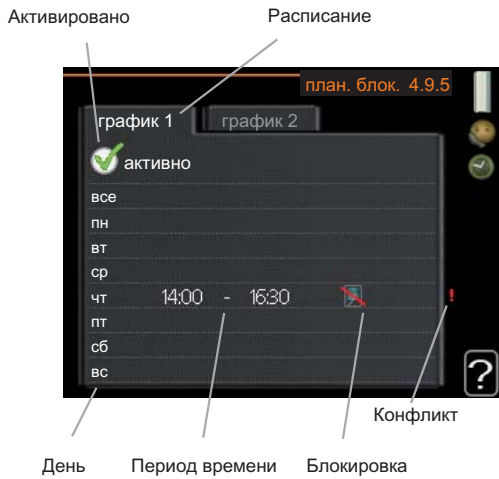 Активировано Расписание
план. блок. 4.9.5
график 1 график 2
активно
все
пн
вт
ср
чт 14:00 - 16:30 !
пт
сб
вс
?
Конфликт
День Период времени Блокировка